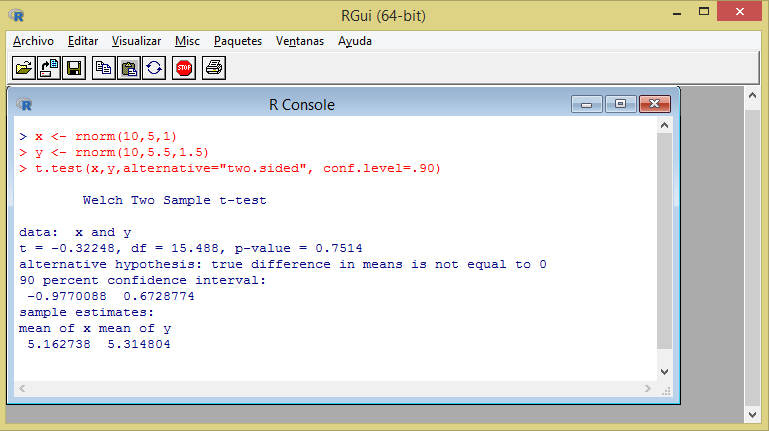 RGui (64-bit)
Archivo Editar Visualizar Misc Paquetes Ventanas Ayuda
STOP
R Console
> x <- rnorm(10,5,1)
> y <- rnorm(10,5.5,1.5)
> t.test(x,y,alternative="two.sided", conf.level=.90)
Welch Two Sample t-test
data:  x and y
t = -0.32248, df = 15.488, p-value = 0.7514
alternative hypothesis: true difference in means is not equal to 0
90 percent confidence interval:
 -0.9770088  0.6728774
sample estimates:
mean of x mean of y
 5.162738  5.314804